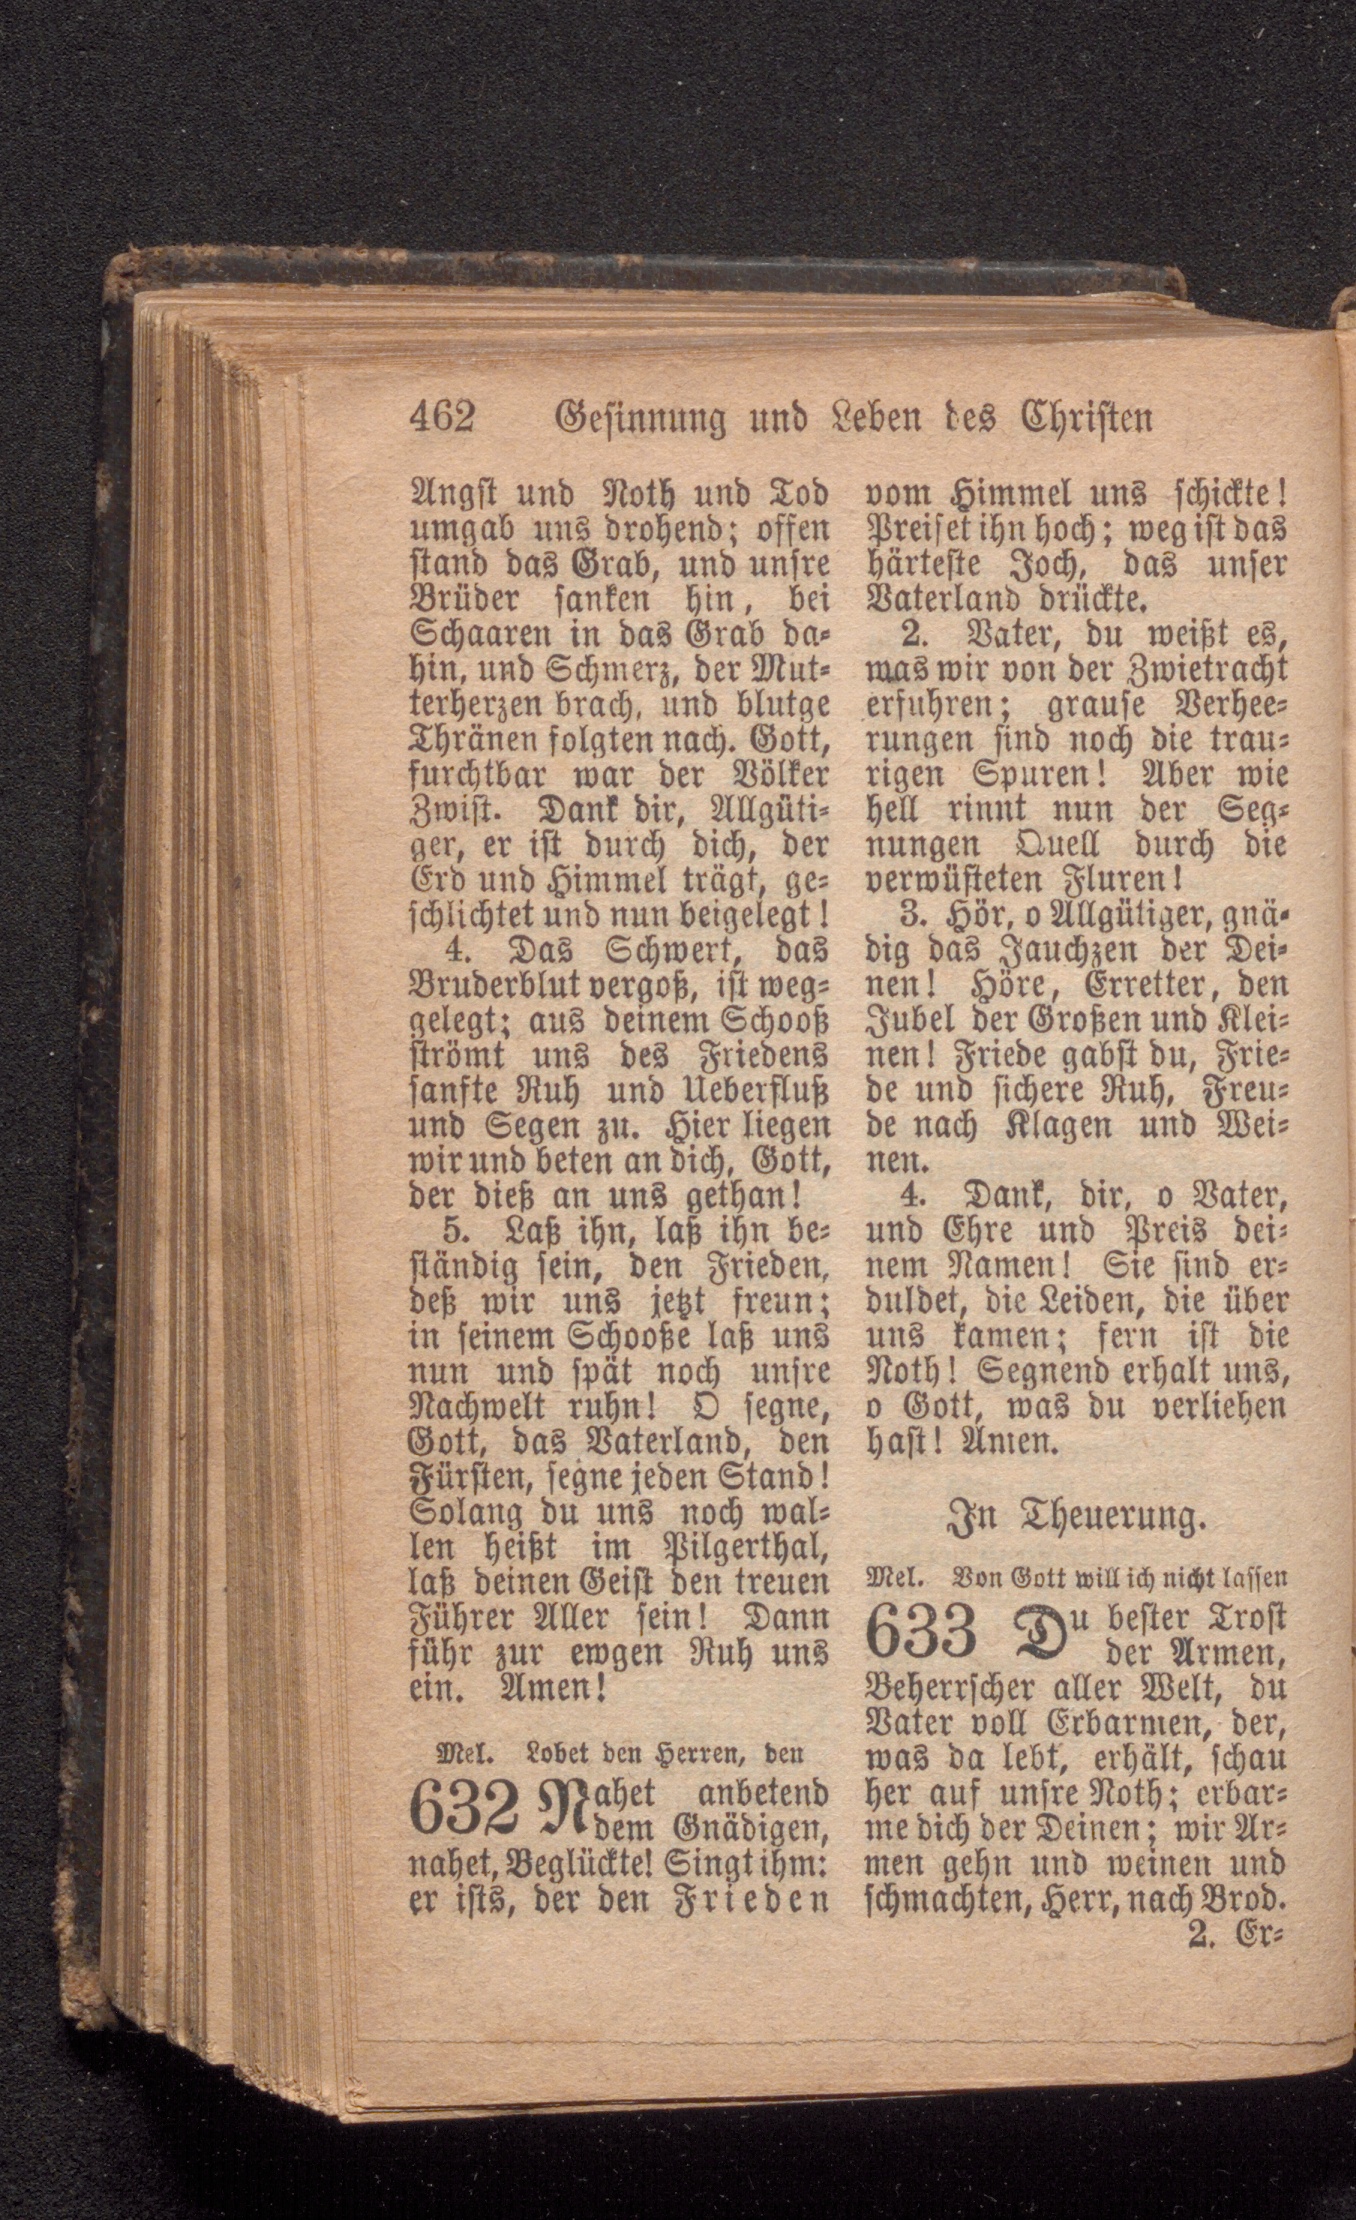 462 Gesinnung und Leben des Christen
Angst und Noth und Tod
umgab uns drohend; offen
stand das Grab, und unsre
Brüder sanken hin, bei
Schaaren in das Grab da-
hin, und Schmerz, der Mut-
terherzen brach, und blutge
Thränen folgten nach. Gott,
furchtbar war der Völker
Zwist. Dank dir, Allgüti-
ger, er ist durch dich, der
Erd und Himmel trägt, ge-
schlichtet und nun beigelegt!
4. Das Schwert, das
Bruderblut vergoß, ist weg-
gelegt; aus deinem Schooß
strömt uns des Friedens
sanfte Ruh und Ueberfluß
und Segen zu. Hier liegen
wir und beten an dich, Gott,
der dieß an uns gethan!
5. Laß ihn, laß ihn be-
ständig sein, den Frieden,
deß wir uns jetzt freun;
in seinem Schooße laß uns
nun und spät noch unsre
Nachwelt ruhn! O segne,
Gott, das Vaterland, den
Fürsten, segne jeden Stand!
Solang du uns noch wal-
len heißt im Pilgerthal,
laß deinen Geist den treuen
Führer Aller sein! Dann
führ zur ewgen Ruh uns
ein. Amen!
Mel. Lobet den Herren, den
632 Nahet anbetend
dem Gnädigen,
nahet, Beglückte! Singt ihm:
er ists, der den Frieden
vom Himmel uns schickte!
Preiset ihn hoch; weg ist das
härteste Joch, das unser
Vaterland drückte.
2. Vater, du weißt es,
was wir von der Zwietracht
erfuhren; grause Verhee-
rungen sind noch die trau-
rigen Spuren! Aber wie
hell rinnt nun der Seg-
nungen Quell durch die
verwüsteten Fluren!
3. Hör, o Allgütiger, gnä-
dig das Jauchzen der Dei-
nen! Höre, Erretter, den
Jubel der Großen und Klei-
nen! Friede gabst du, Frie-
de und sichere Ruh, Freu-
de nach Klagen und Wei-
nen.
4. Dank, dir, o Vater,
und Ehre und Preis dei-
nem Namen! Sie sind er-
duldet, die Leiden, die über
uns kamen; fern ist die
Noth! Segnend erhalt uns,
o Gott, was du verliehen
hast! Amen.
In Theuerung.
Mel. Von Gott will ich nicht lassen
633 Du bester Trost
der Armen,
Beherrscher aller Welt, du
Vater voll Erbarmen, der,
was da lebt, erhält, schau
her auf unsre Noth; erbar-
me dich der Deinen; wir Ar-
men gehn und weinen und
schmachten, Herr, nach Brod.
2. Er-